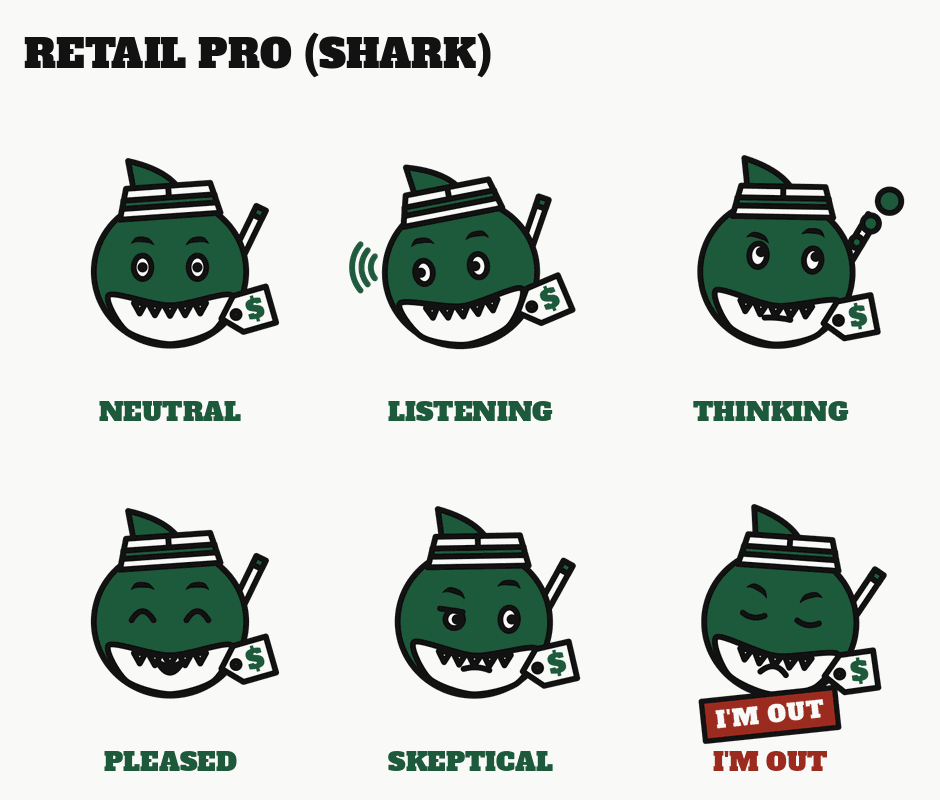 RETAIL PRO (SHARK)
$
$
$
NEUTRAL
LISTENING
THINKING
$
$
$
I'M OUT
PLEASED
SKEPTICAL
I'M OUT